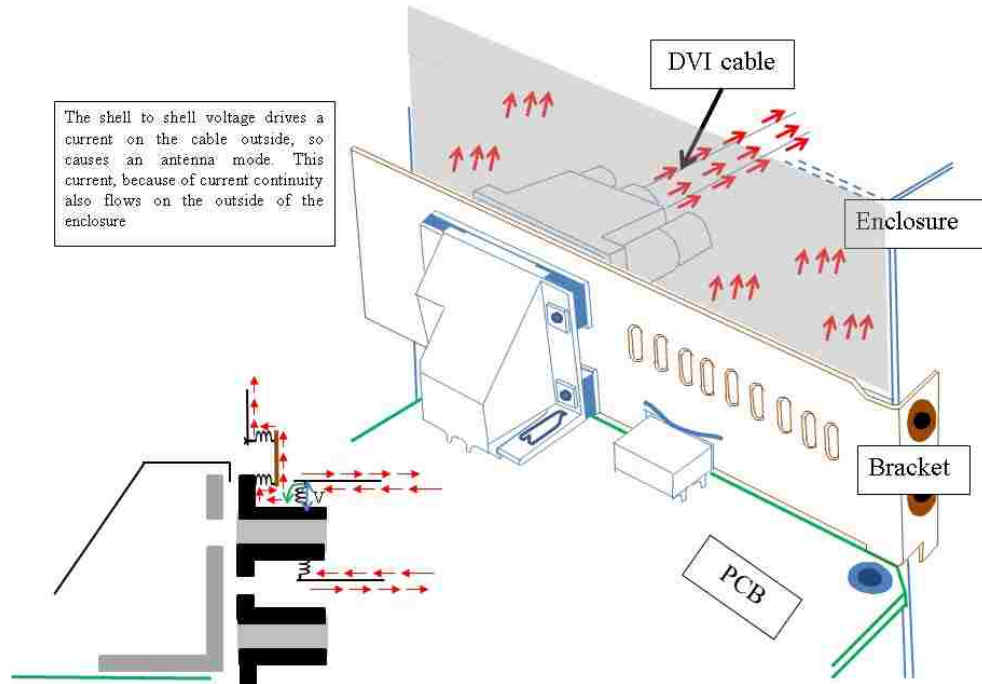 DVI cable
The shell to shell voltage drives a
current on the cable outside, so
causes an antenna mode. This
current, because of current continuity
also flows on the outside of the
enclosure
Enclosure
Bracket
V
PCB